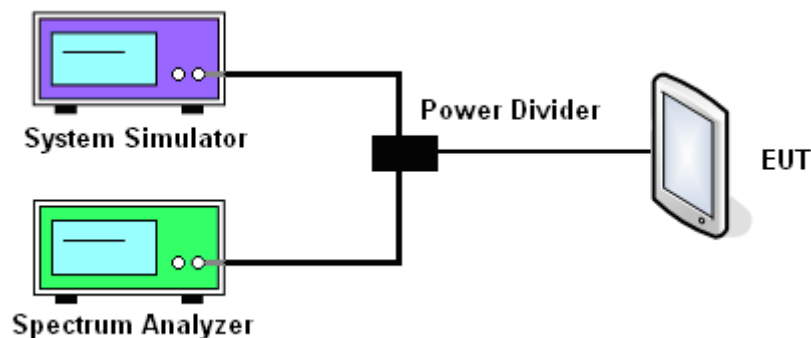 System Simulator
Power Divider
EUT
Spectrum Analyzer